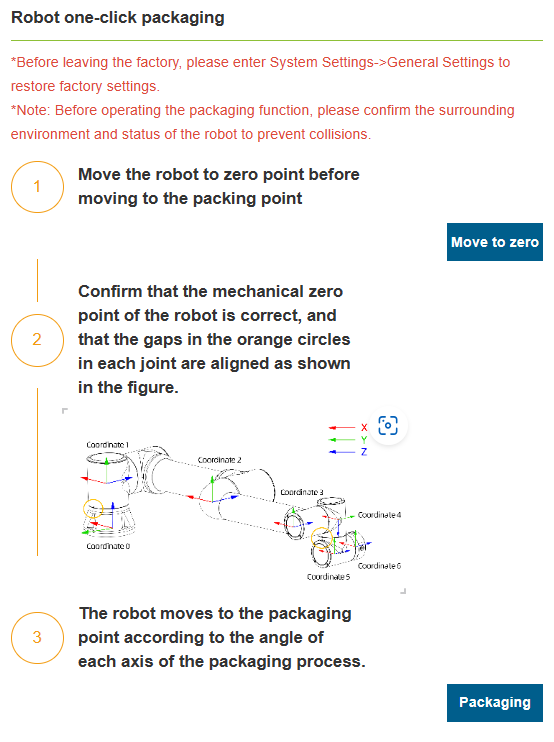 Robot one-click packaging
*Before leaving the factory, please enter System Settings->General Settings to
restore factory settings.
*Note: Before operating the packaging function, please confirm the surrounding
environment and status of the robot to prevent collisions.
1
Move the robot to zero point before
moving to the packing point
Move to zero
2
Confirm that the mechanical zero
point of the robot is correct, and
that the gaps in the orange circles
in each joint are aligned as shown
in the figure.
X
Y
Z
Coordinate 1
Coordinate 2
Coordinate 3
Coordinate 4
Coordinate 0
Coordinate 6
Coordinate 5
3
The robot moves to the packaging
point according to the angle of
each axis of the packaging process.
Packaging